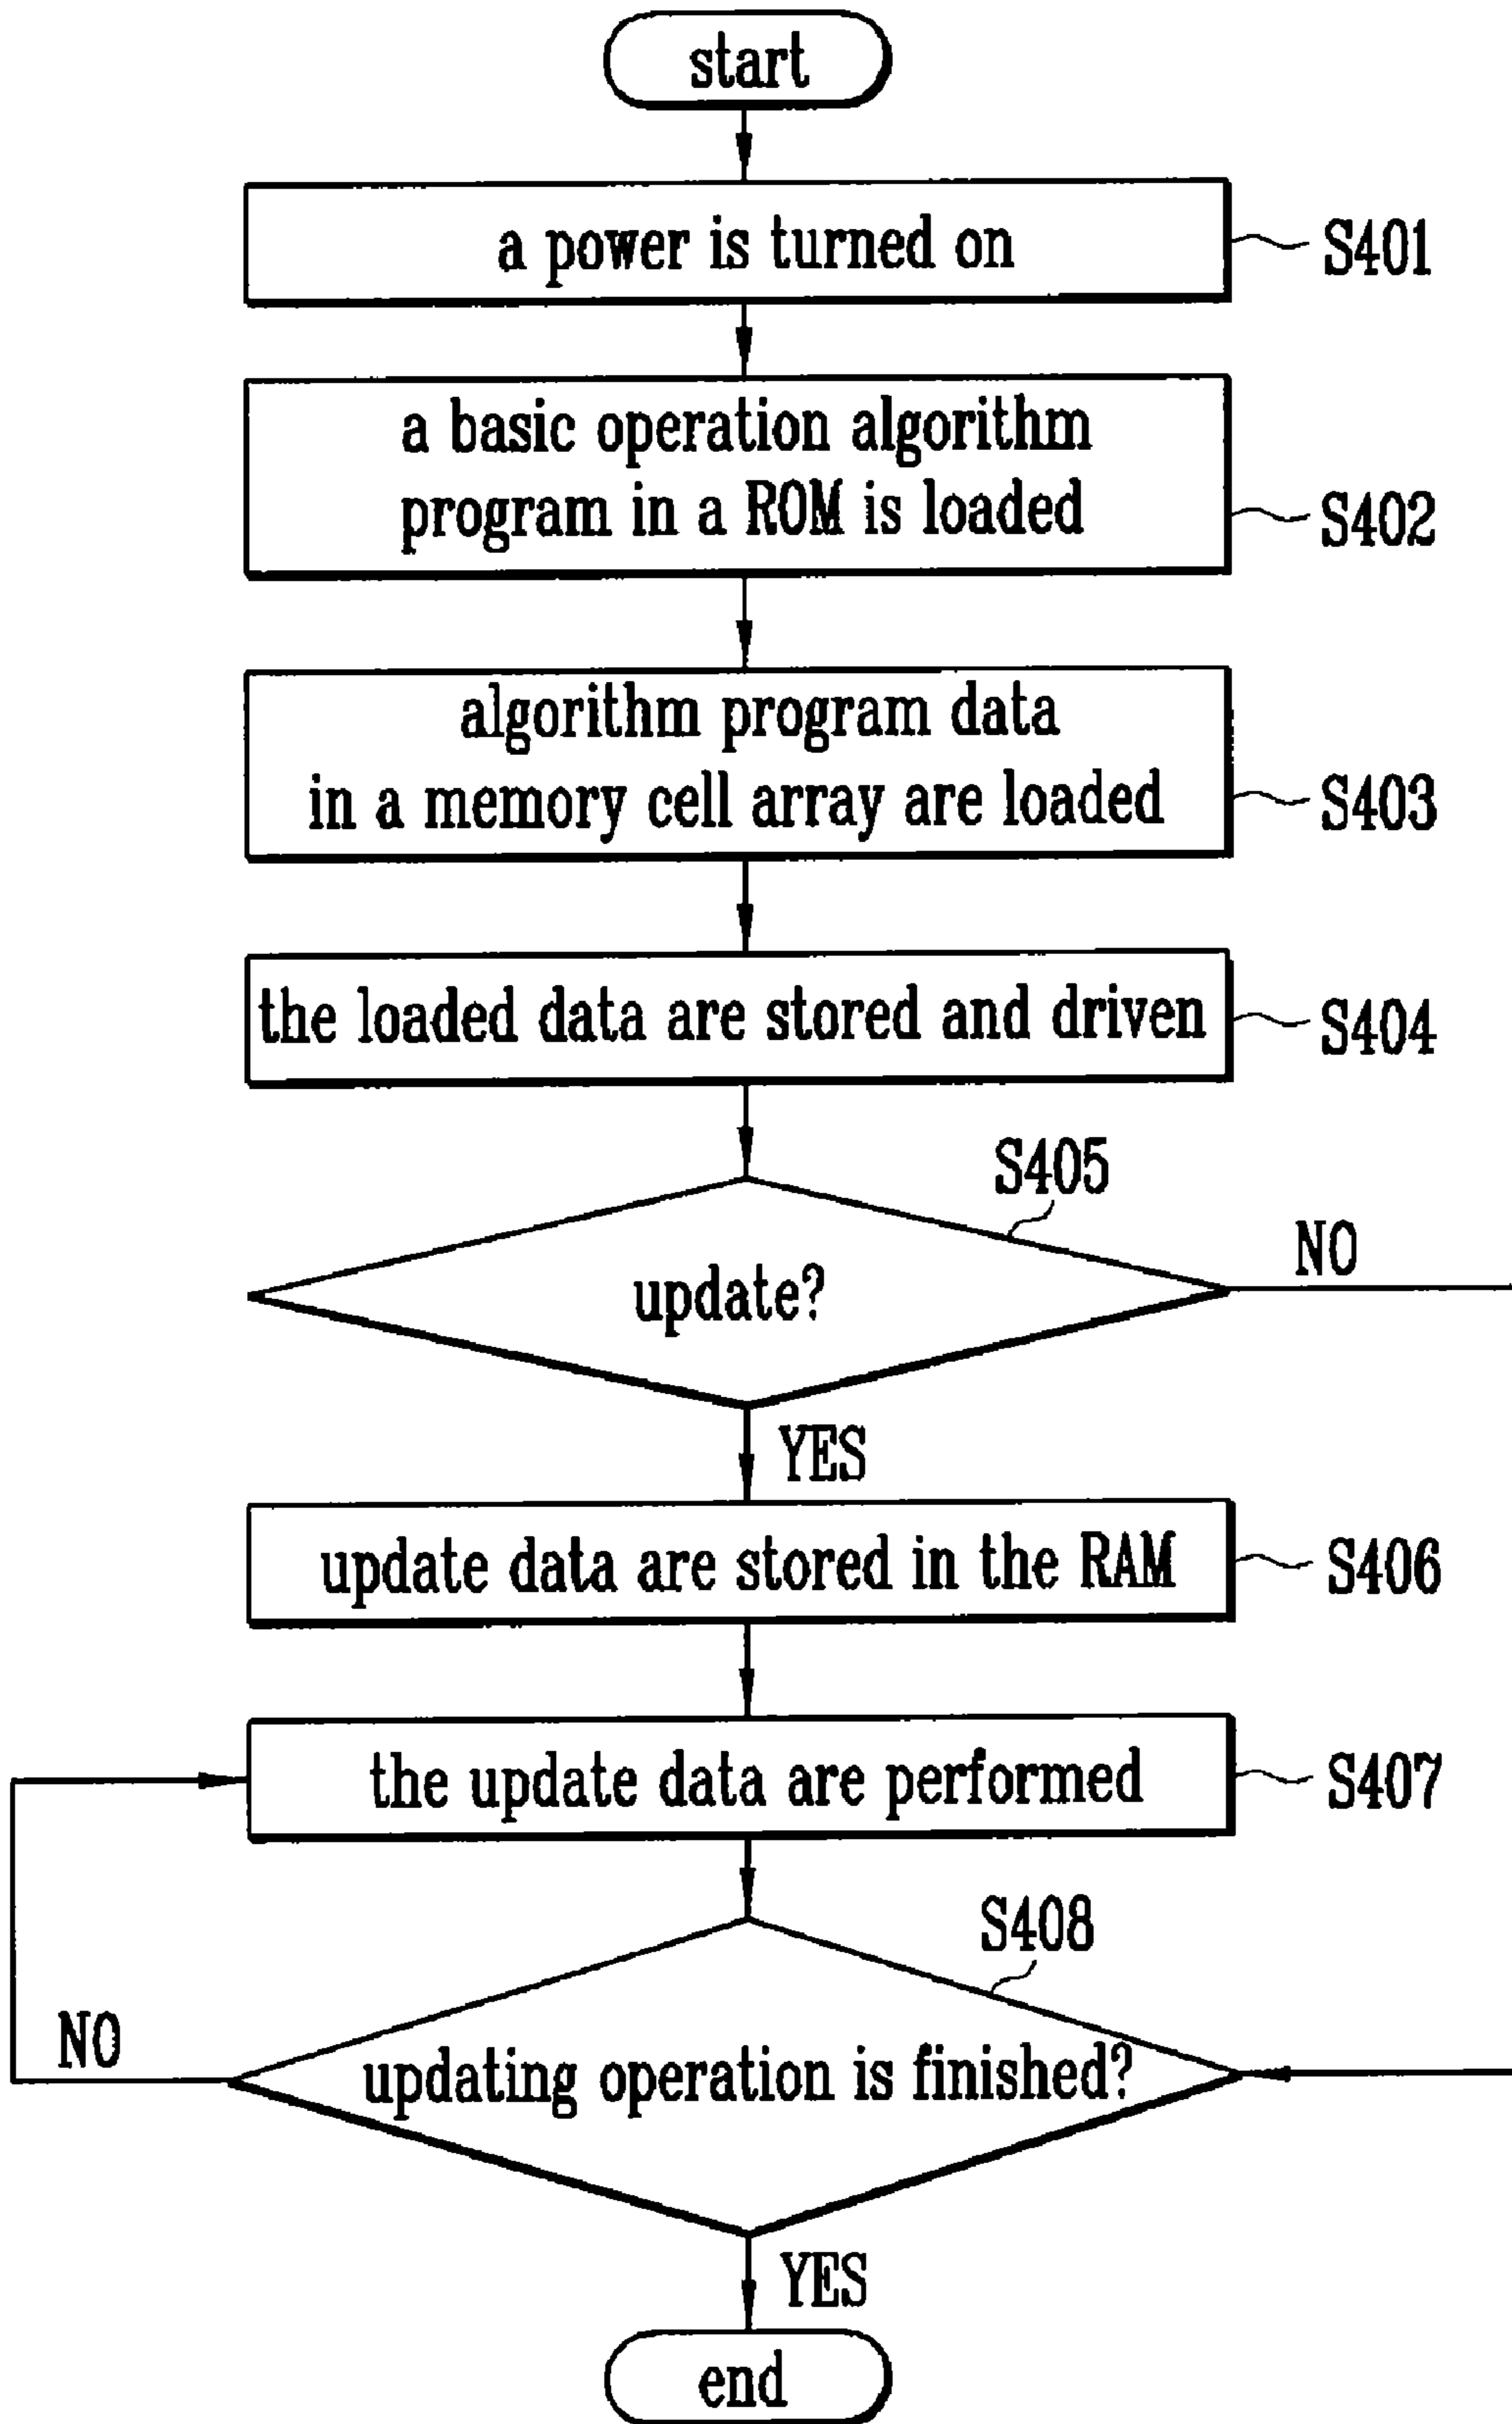 start
a power is turned on
S401
a basic operation algorithm
program in a ROM is loaded
S402
algorithm program data
in a memory cell array are loaded
S403
the loaded data are stored and driven
S404
S405
update?
NO
YES
update data are stored in the RAM
S406
the update data are performed
S407
S408
updating operation is finished?
NO
YES
end